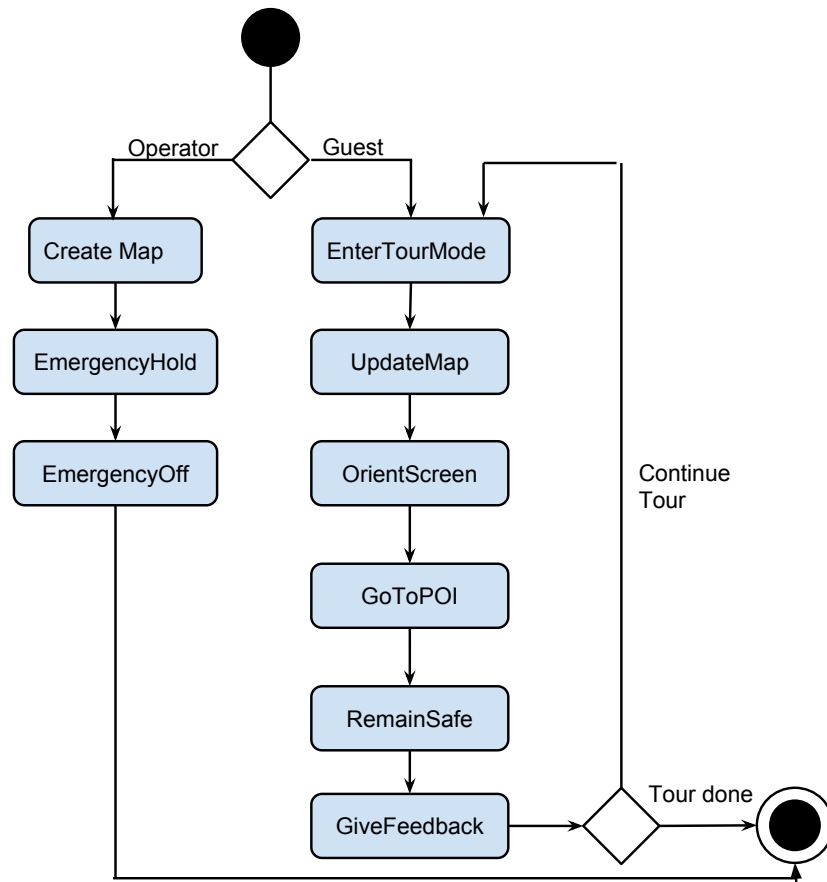 Operator
Guest
Create Map
EnterTourMode
EmergencyHold
UpdateMap
EmergencyOff
OrientScreen
Continue
Tour
GoToPOI
RemainSafe
GiveFeedback
Tour done